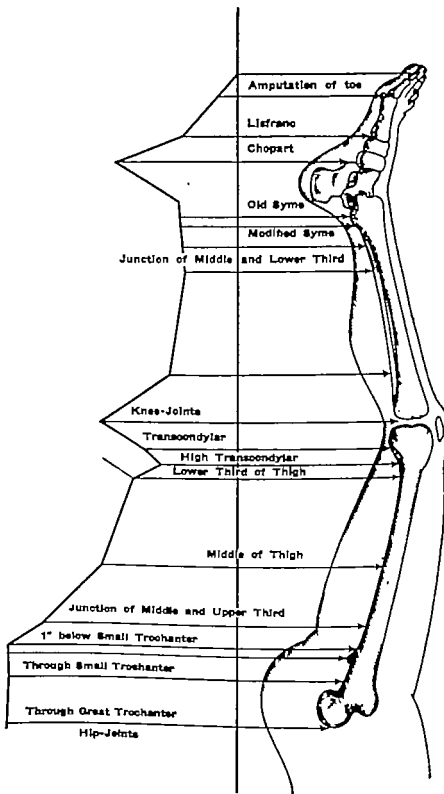 Amputation of toe
Lisfranc
Chopart
Old Syme
Modified Syme
Junction of Middle and Lower Third
Knee-Joints
Transcondylar
High Transcondylar
Lower Third of Thigh
Middle of Thigh
Junction of Middle and Upper Third
1" below Small Trochanter
Through Small Trochanter
Through Great Trochanter
Hip-Joints